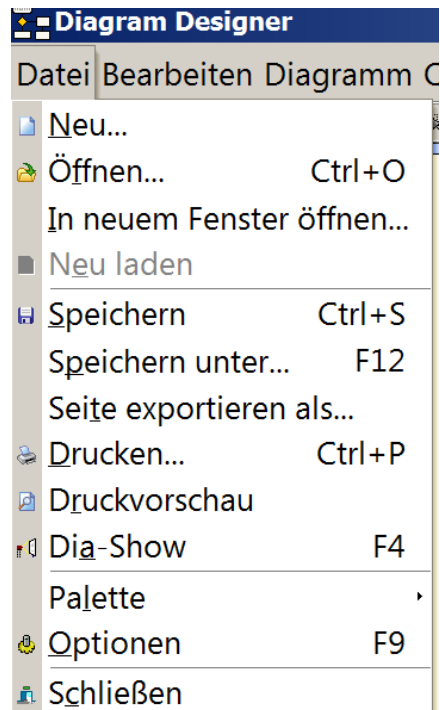 Diagram Designer
Datei Bearbeiten Diagramm
Neu...
Öffnen... Ctrl+O
In neuem Fenster öffnen...
Neu laden
Speichern Ctrl+S
Speichern unter... F12
Seite exportieren als...
Drucken... Ctrl+P
Druckvorschau
Dia-Show F4
Palette
Optionen F9
Schließen